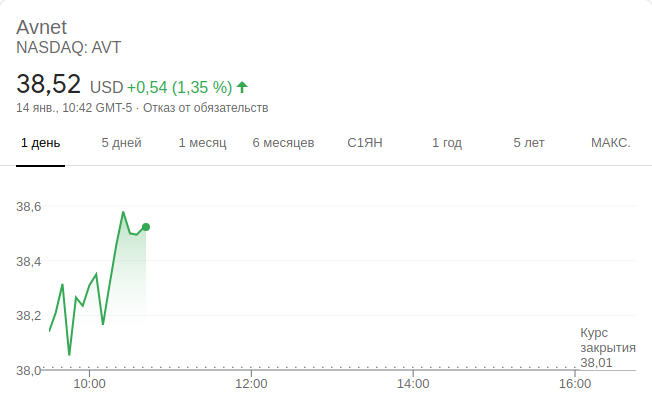 Avnet
NASDAQ: AVT
38,52 USD +0,54 (1,35 %)
14 янв., 10:42 GMT-5 · Отказ от обязательств
1 день 5 дней 1 месяц 6 месяцев С1ЯН 1 год 5 лет МАКС.
38,6
38,4
38,2
Курс
закрытия
38,01
38,0
10:00 12:00 14:00 16:00